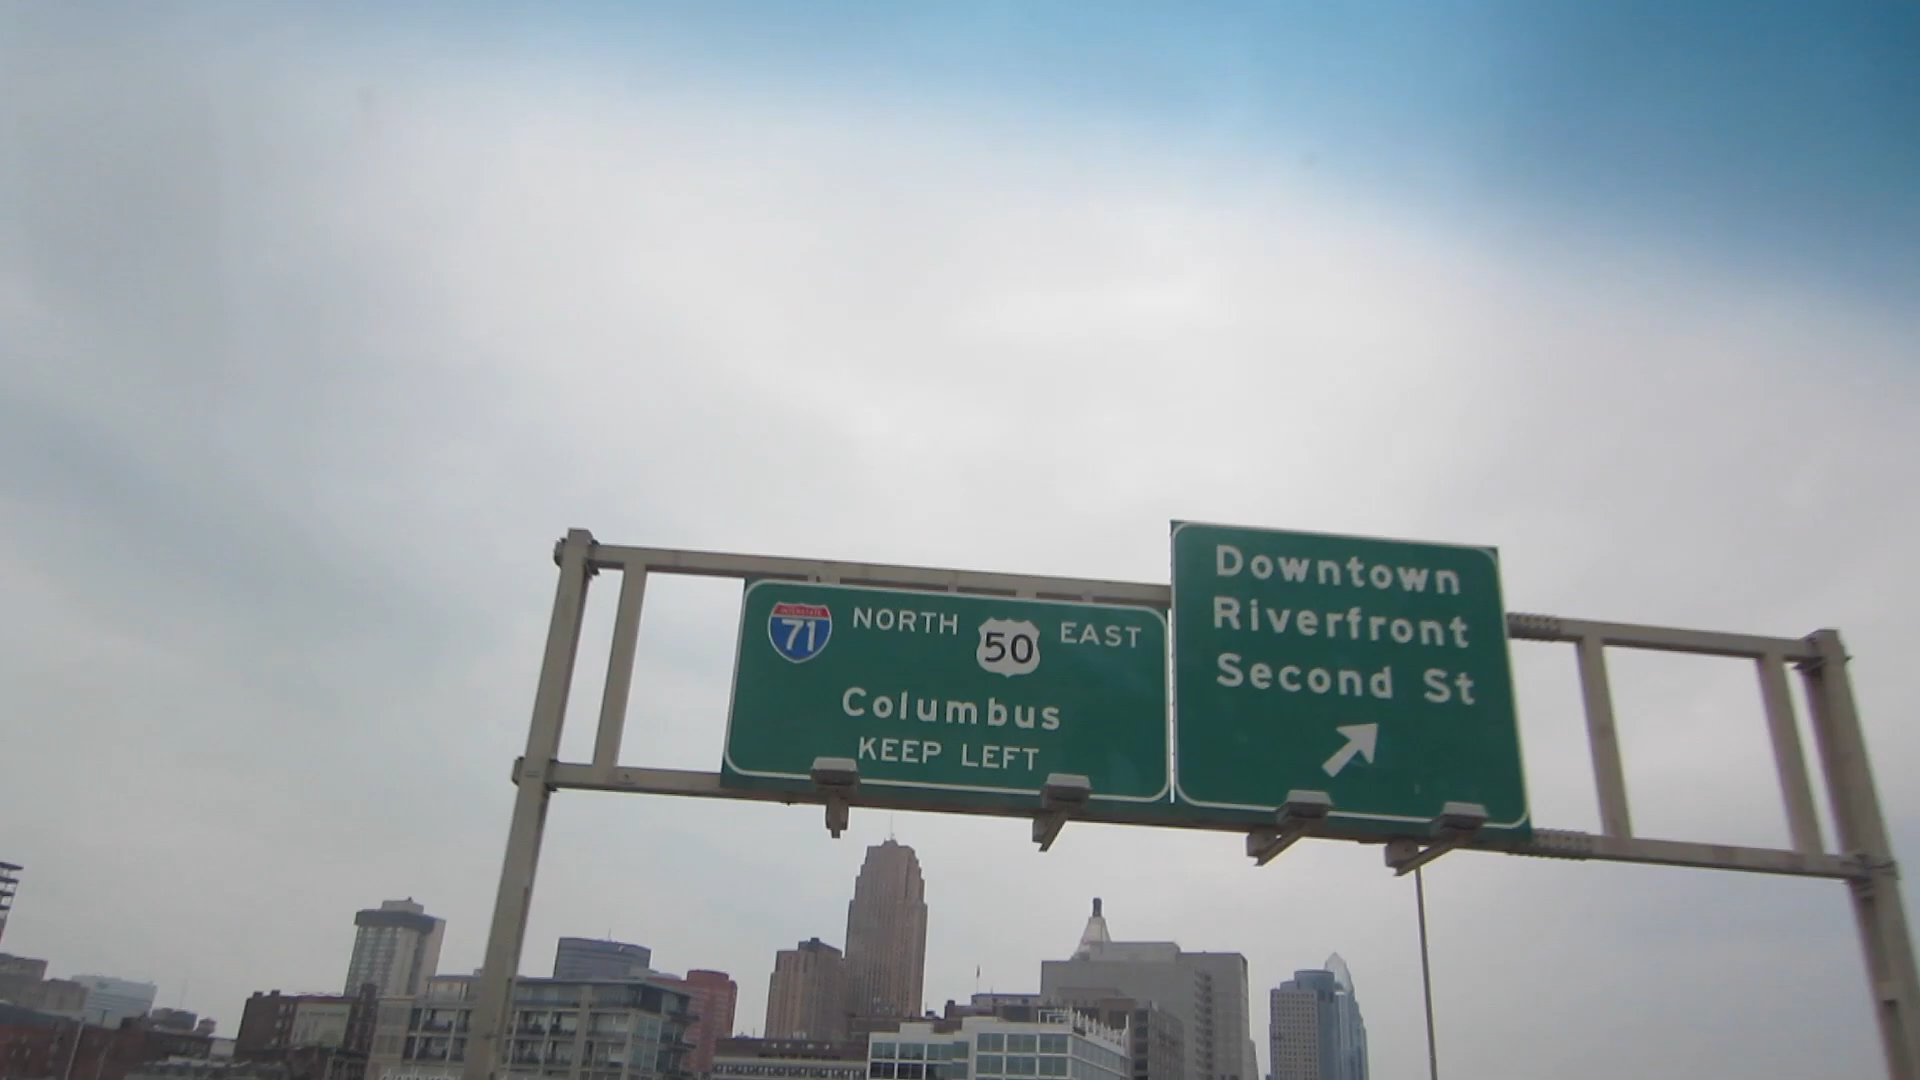 INTERSTATE
71 NORTH 50 EAST
Columbus
KEEP LEFT
Downtown
Riverfront
Second St